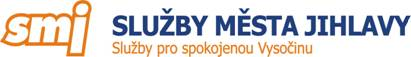 smj SLUŽBY MĚSTA JIHLAVY
Služby pro spokojenou Vysočinu